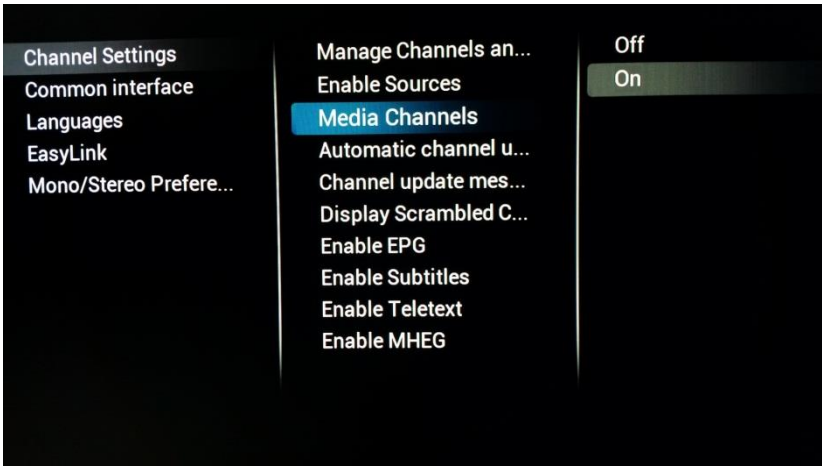 Channel Settings
Common interface
Languages
EasyLink
Mono/Stereo Prefere...
Manage Channels an...
Enable Sources
Media Channels
Automatic channel u...
Channel update mes...
Display Scrambled C...
Enable EPG
Enable Subtitles
Enable Teletext
Enable MHEG
Off
On